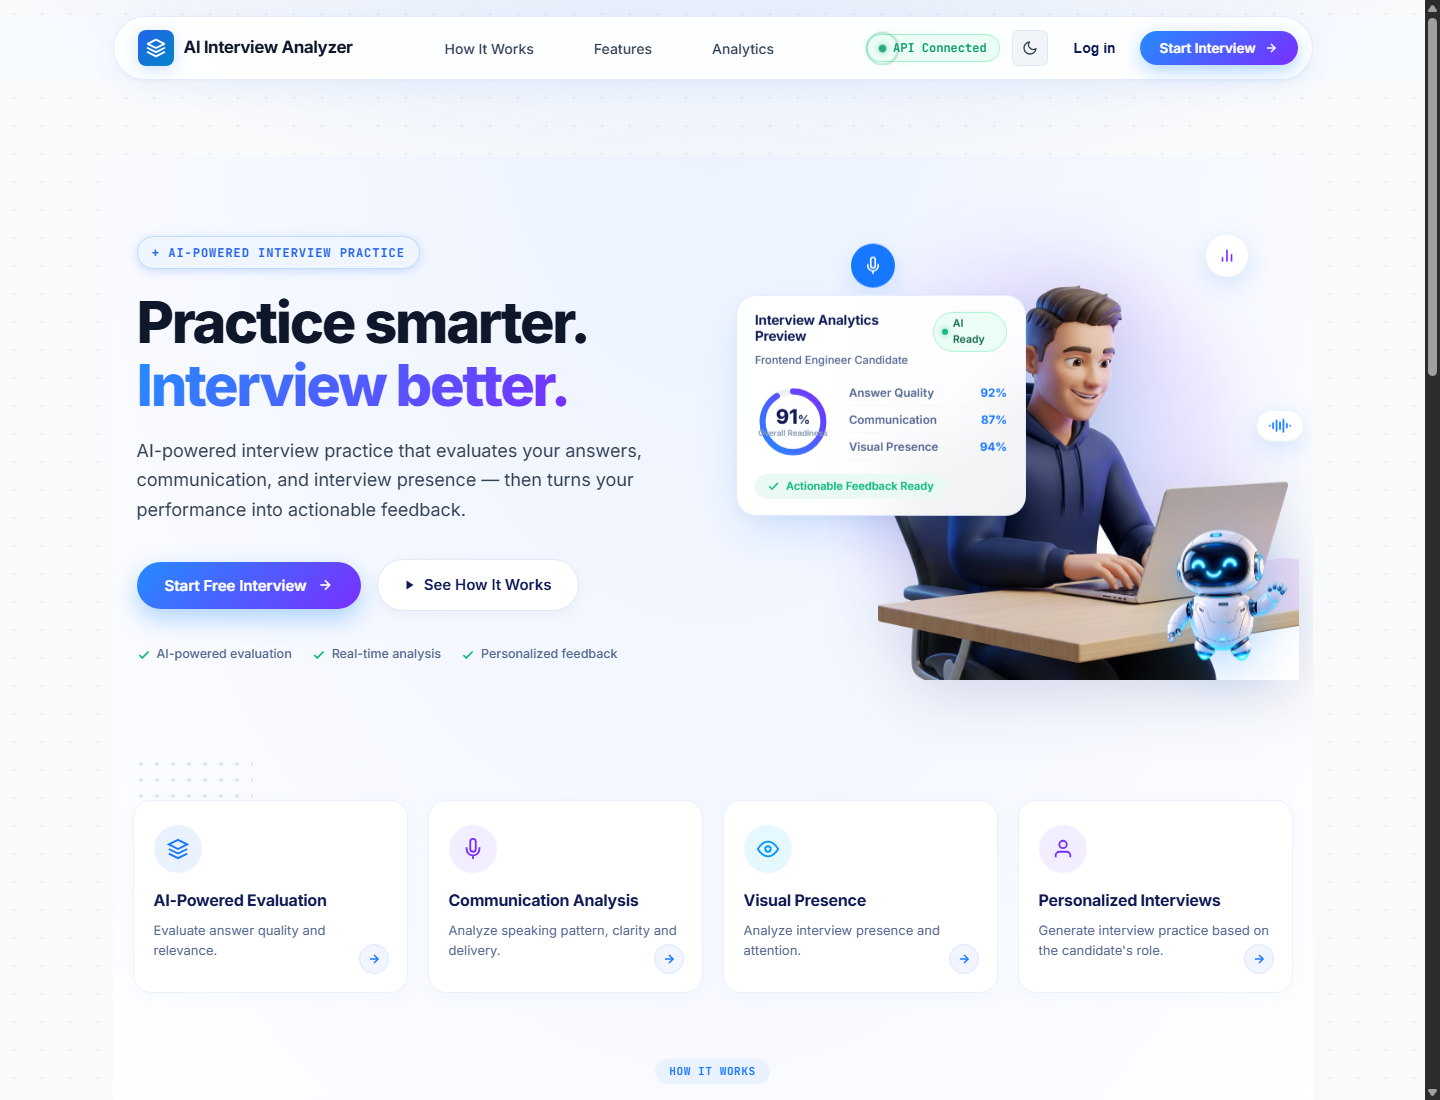 AI Interview Analyzer
How It Works
Features
Analytics
API Connected
Log in
Start Interview →
+ AI-POWERED INTERVIEW PRACTICE
Practice smarter.
Interview better.
AI-powered interview practice that evaluates your answers,
communication, and interview presence — then turns your
performance into actionable feedback.
Start Free Interview →
See How It Works
AI-powered evaluation
Real-time analysis
Personalized feedback
Interview Analytics
Preview
AI
Ready
Frontend Engineer Candidate
91%
Overall Readiness
Answer Quality 92%
Communication 87%
Visual Presence 94%
Actionable Feedback Ready
AI-Powered Evaluation
Evaluate answer quality and
relevance.
Communication Analysis
Analyze speaking pattern, clarity and
delivery.
Visual Presence
Analyze interview presence and
attention.
Personalized Interviews
Generate interview practice based on
the candidate's role.
HOW IT WORKS